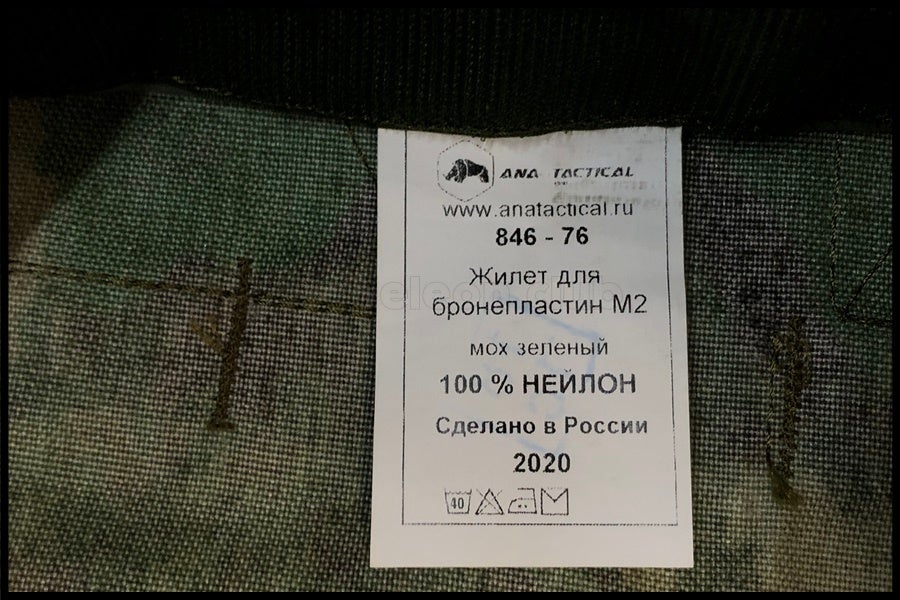 ANA TACTICAL
www.anatactical.ru
846 - 76
Жилет для
бронепластин М2
мох зеленый
100 % НЕЙЛОН
Сделано в России
2020
40